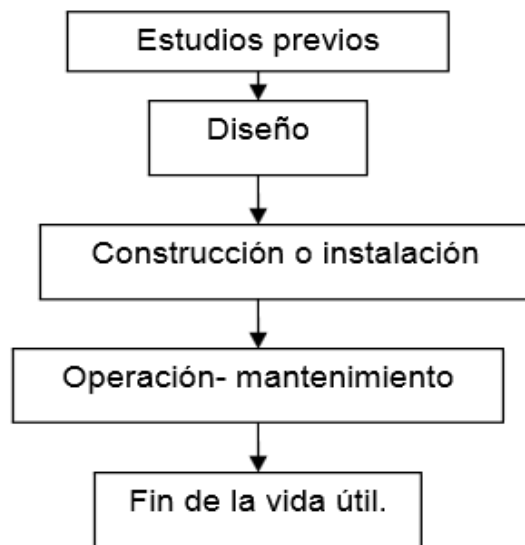 Estudios previos
Diseño
Construcción o instalación
Operación- mantenimiento
Fin de la vida útil.